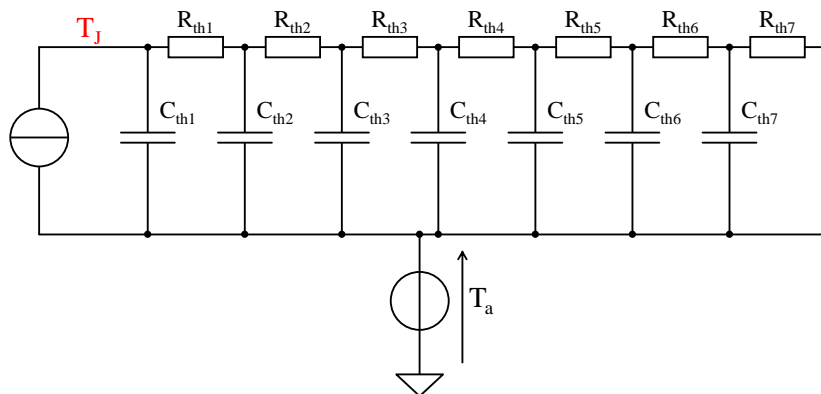 R_th1 R_th2 R_th3 R_th4 R_th5 R_th6 R_th7
T_J
C_th1 C_th2 C_th3 C_th4 C_th5 C_th6 C_th7
T_a